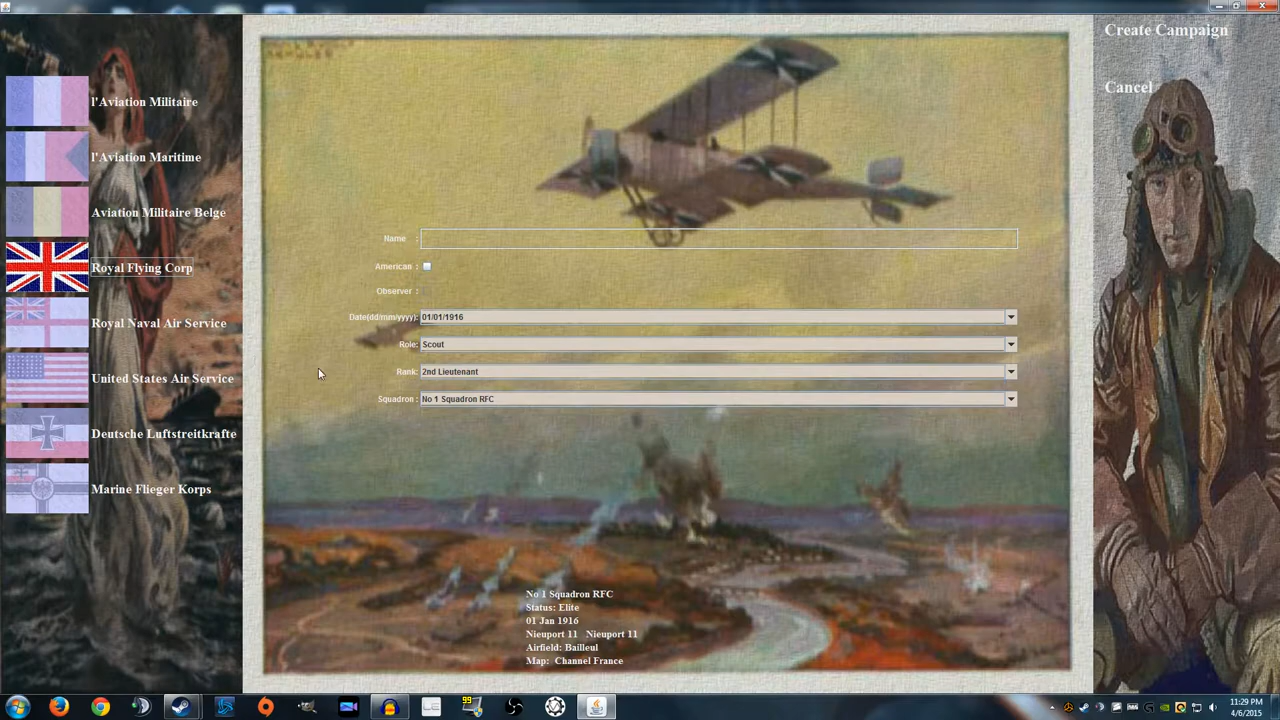 Create Campaign
Cancel
l'Aviation Militaire
l'Aviation Maritime
Aviation Militaire Belge
Royal Flying Corp
Royal Naval Air Service
United States Air Service
Deutsche Luftstreitkrafte
Marine Flieger Korps
Name :
American :
Observer :
Date(dd/mm/yyyy): 01/01/1916
Role: Scout
Rank: 2nd Lieutenant
Squadron : No 1 Squadron RFC
No 1 Squadron RFC
Status: Elite
01 Jan 1916
Nieuport 11 Nieuport 11
Airfield: Bailleul
Map: Channel France
99
11:29 PM
4/6/2015